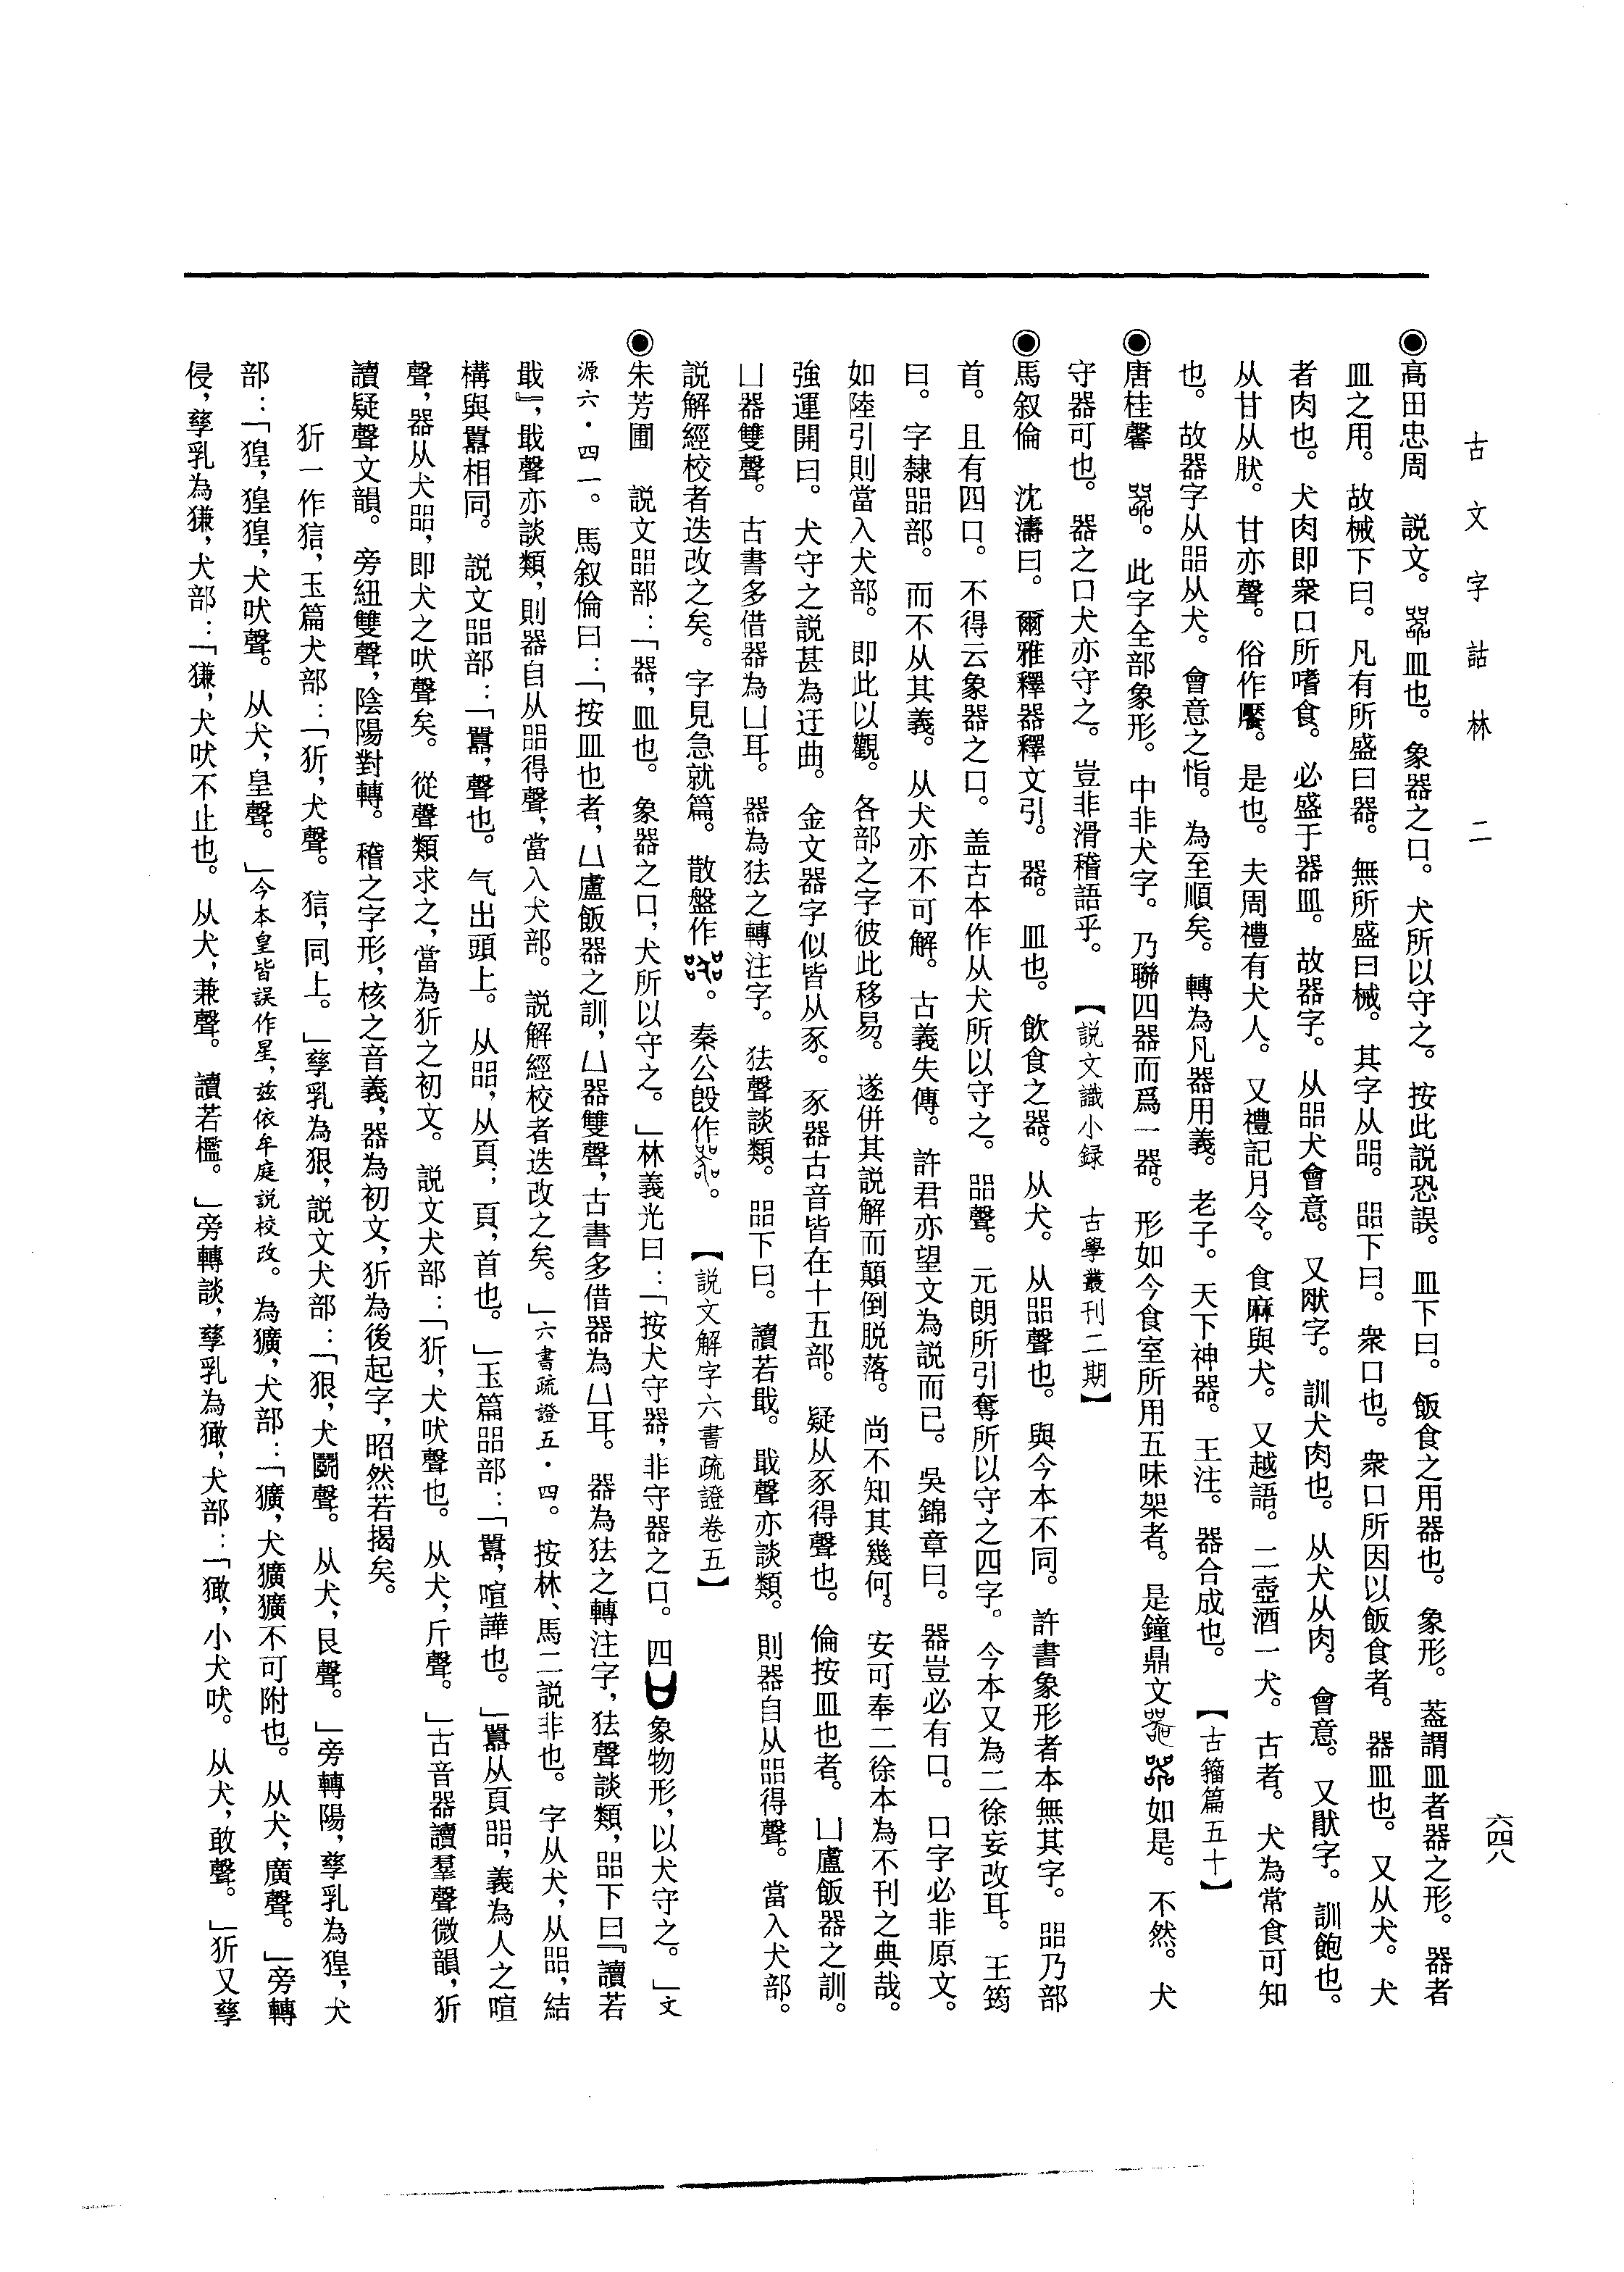 古文字詁林 二
六四八
◉高田忠周　説文。皿也。象器之口。犬所以守之。按此説恐誤。皿下曰。飯食之用器也。象形。葢謂皿者器之形。器者
皿之用。故械下曰。凡有所盛曰器。無所盛曰械。其字从㗊。㗊下曰。衆口也。衆口所因以飯食者。器皿也。又从犬。犬
者肉也。犬肉即衆口所嗜食。必盛于器皿。故器字。从㗊犬會意。又肰字。訓犬肉也。从犬从肉。會意。又猒字。訓飽也。
从甘从肰。甘亦聲。俗作饜。是也。夫周禮有犬人。又禮記月令。食麻與犬。又越語。二壺酒一犬。古者。犬為常食可知
也。故器字从㗊从犬。會意之恉。為至順矣。轉為凡器用義。老子。天下神器。王注。器合成也。　【古籀篇五十】
◉唐桂馨　。此字全部象形。中非犬字。乃聯四器而爲一器。形如今食室所用五味架者。是鐘鼎文如是。不然。犬
守器可也。器之口犬亦守之。豈非滑稽語乎。　【説文識小録　古學叢刊二期】
◉馬叙倫　沈濤曰。爾雅釋器釋文引。器。皿也。飲食之器。从犬。从㗊聲也。與今本不同。許書象形者本無其字。㗊乃部
首。且有四口。不得云象器之口。盖古本作从犬所以守之。㗊聲。元朗所引奪所以守之四字。今本又為二徐妄改耳。王筠
曰。字隸㗊部。而不从其義。从犬亦不可解。古義失傳。許君亦望文為説而已。吳錦章曰。器豈必有口。口字必非原文。
如陸引則當入犬部。即此以觀。各部之字彼此移易。遂併其説解而顛倒脱落。尚不知其幾何。安可奉二徐本為不刊之典哉。
強運開曰。犬守之説甚為迂曲。金文器字似皆从豕。豕器古音皆在十五部。疑从豕得聲也。倫按皿也者。凵盧飯器之訓。
凵器雙聲。古書多借器為凵耳。器為狜之轉注字。狜聲談類。㗊下曰。讀若戢。戢聲亦談類。則器自从㗊得聲。當入犬部。
説解經校者迭改之矣。字見急就篇。散盤作。秦公𣪘作。　【説文解字六書疏證卷五】
◉朱芳圃　説文㗊部：「器，皿也。象器之口，犬所以守之。」林義光曰：「按犬守器，非守器之口。四象物形，以犬守之。」文
源六·四一。馬叙倫曰：「按皿也者，凵盧飯器之訓，凵器雙聲，古書多借器為凵耳。器為狜之轉注字，狜聲談類，㗊下曰『讀若
戢』，戢聲亦談類，則器自从㗊得聲，當入犬部。説解經校者迭改之矣。」六書疏證五·四。按林、馬二説非也。字从犬，从㗊，結
構與嚚相同。説文㗊部：「嚻，聲也。气出頭上。从㗊，从頁，頁，首也。」玉篇㗊部：「嚻，喧譁也。」嚻从頁㗊，義為人之喧
聲，器从犬㗊，即犬之吠聲矣。從聲類求之，當為狋之初文。説文犬部：「㹞，犬吠聲也。从犬，斤聲。」古音器讀羣聲微韻，㹞
讀疑聲文韻。旁紐雙聲，陰陽對轉。稽之字形，核之音義，器為初文，㹞為後起字，昭然若揭矣。
㹞一作狺，玉篇犬部：「㹞，犬聲。狺，同上。」孳乳為狠，説文犬部：「狠，犬鬭聲。从犬，艮聲。」旁轉陽，孳乳為猩，犬
部：「猩，猩猩，犬吠聲。从犬，皇聲。」今本皇皆誤作星，兹依牟庭説校改。為獷，犬部：「獷，犬獷獷不可附也。从犬，廣聲。」旁轉
侵，孳乳為㺌，犬部：「㺌，犬吠不止也。从犬，兼聲。讀若檻。」旁轉談，孳乳為㺖，犬部：「㺖，小犬吠。从犬，敢聲。」㹞又孳